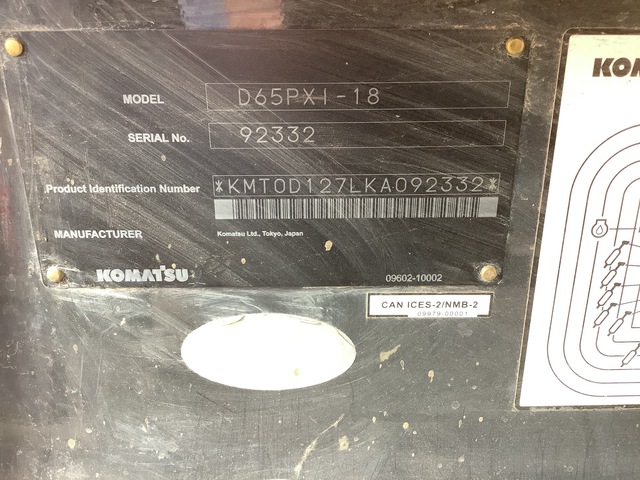 MODEL D65PXI-18
SERIAL No. 92332
Product Identification Number *KMT0D127LKA092332*
MANUFACTURER Komatsu Ltd., Tokyo, Japan
KOMATSU 09602-10002
CAN ICES-2/NMB-2
09979-00001